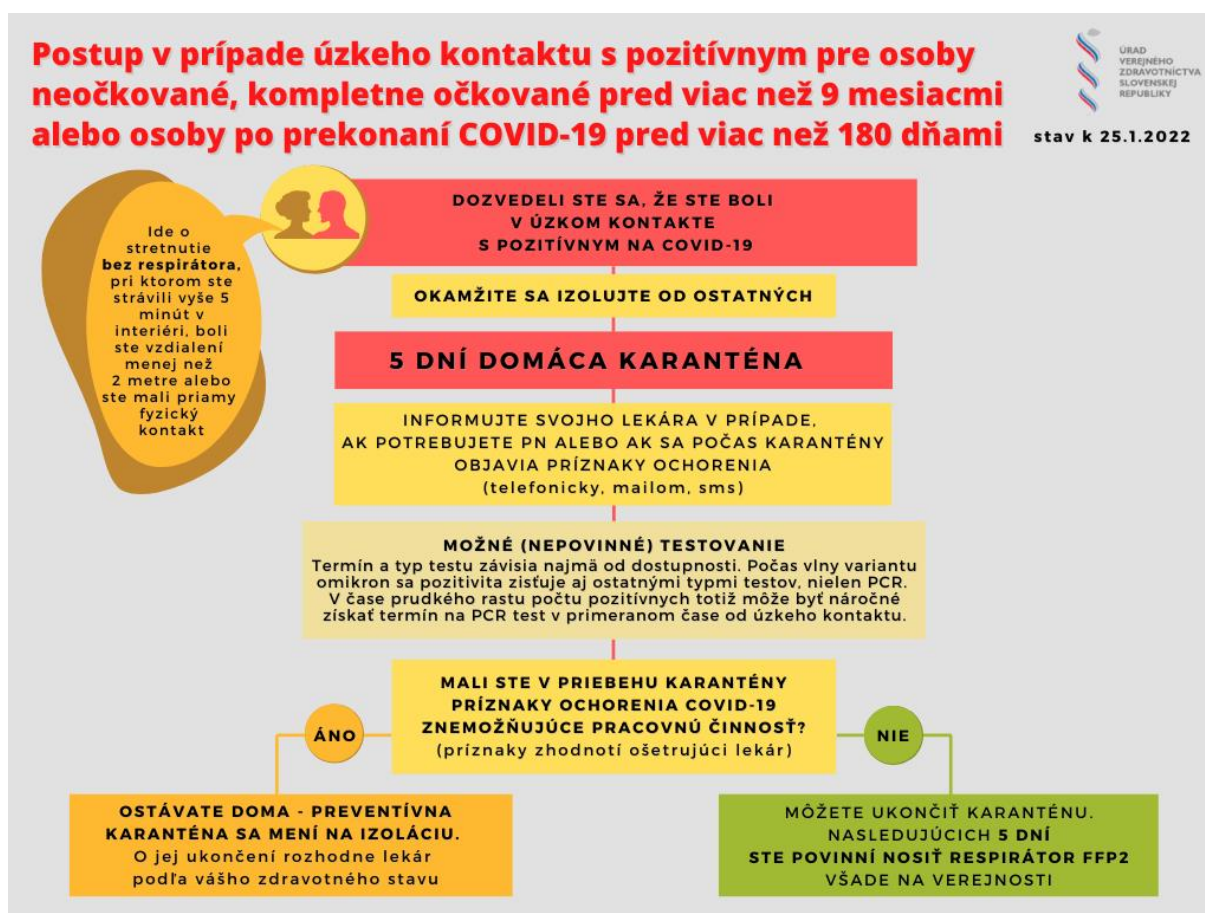 Postup v prípade úzkeho kontaktu s pozitívnym pre osoby
neočkované, kompletne očkované pred viac než 9 mesiacmi
alebo osoby po prekonaní COVID-19 pred viac než 180 dňami
ÚRAD
VEREJNÉHO
ZDRAVOTNÍCTVA
SLOVENSKEJ
REPUBLIKY
stav k 25.1.2022
Ide o
stretnutie
bez respirátora,
pri ktorom ste
strávili vyše 5
minút v
interiéri, boli
ste vzdialení
menej než
2 metre alebo
ste mali priamy
fyzický
kontakt
DOZVEDELI STE SA, ŽE STE BOLI
V ÚZKOM KONTAKTE
S POZITÍVNYM NA COVID-19
OKAMŽITE SA IZOLUJTE OD OSTATNÝCH
5 DNÍ DOMÁCA KARANTÉNA
INFORMUJTE SVOJHO LEKÁRA V PRÍPADE,
AK POTREBUJETE PN ALEBO AK SA POČAS KARANTÉNY
OBJAVIA PRÍZNAKY OCHORENIA
(telefonicky, mailom, sms)
MOŽNÉ (NEPOVINNÉ) TESTOVANIE
Termín a typ testu závisia najmä od dostupnosti. Počas vlny variantu
omikron sa pozitivita zisťuje aj ostatnými typmi testov, nielen PCR.
V čase prudkého rastu počtu pozitívnych totiž môže byť náročné
získať termín na PCR test v primeranom čase od úzkeho kontaktu.
MALI STE V PRIEBEHU KARANTÉNY
PRÍZNAKY OCHORENIA COVID-19
ZNEMOŽŇUJÚCE PRACOVNÚ ČINNOSŤ?
(príznaky zhodnotí ošetrujúci lekár)
ÁNO
NIE
OSTÁVATE DOMA - PREVENTÍVNA
KARANTÉNA SA MENÍ NA IZOLÁCIU.
O jej ukončení rozhodne lekár
podľa vášho zdravotného stavu
MÔŽETE UKONČIŤ KARANTÉNU.
NASLEDUJÚCICH 5 DNÍ
STE POVINNÍ NOSIŤ RESPIRÁTOR FFP2
VŠADE NA VEREJNOSTI